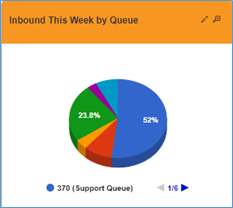 Inbound This Week by Queue
23.8%
52%
370 (Support Queue)
1/6